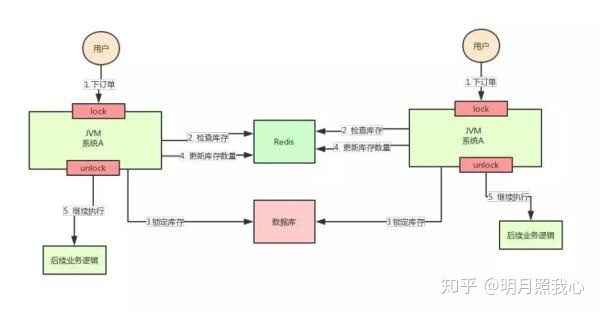 用户
用户
1.下订单
1.下订单
lock
lock
JVM
系统A
JVM
系统A
2. 检查库存
2. 检查库存
Redis
4. 更新库存数量
4. 更新库存数量
unlock
unlock
5. 继续执行
5. 继续执行
3.锁定库存
数据库
3.锁定库存
后续业务逻辑
后续业务逻辑
知乎 @明月照我心